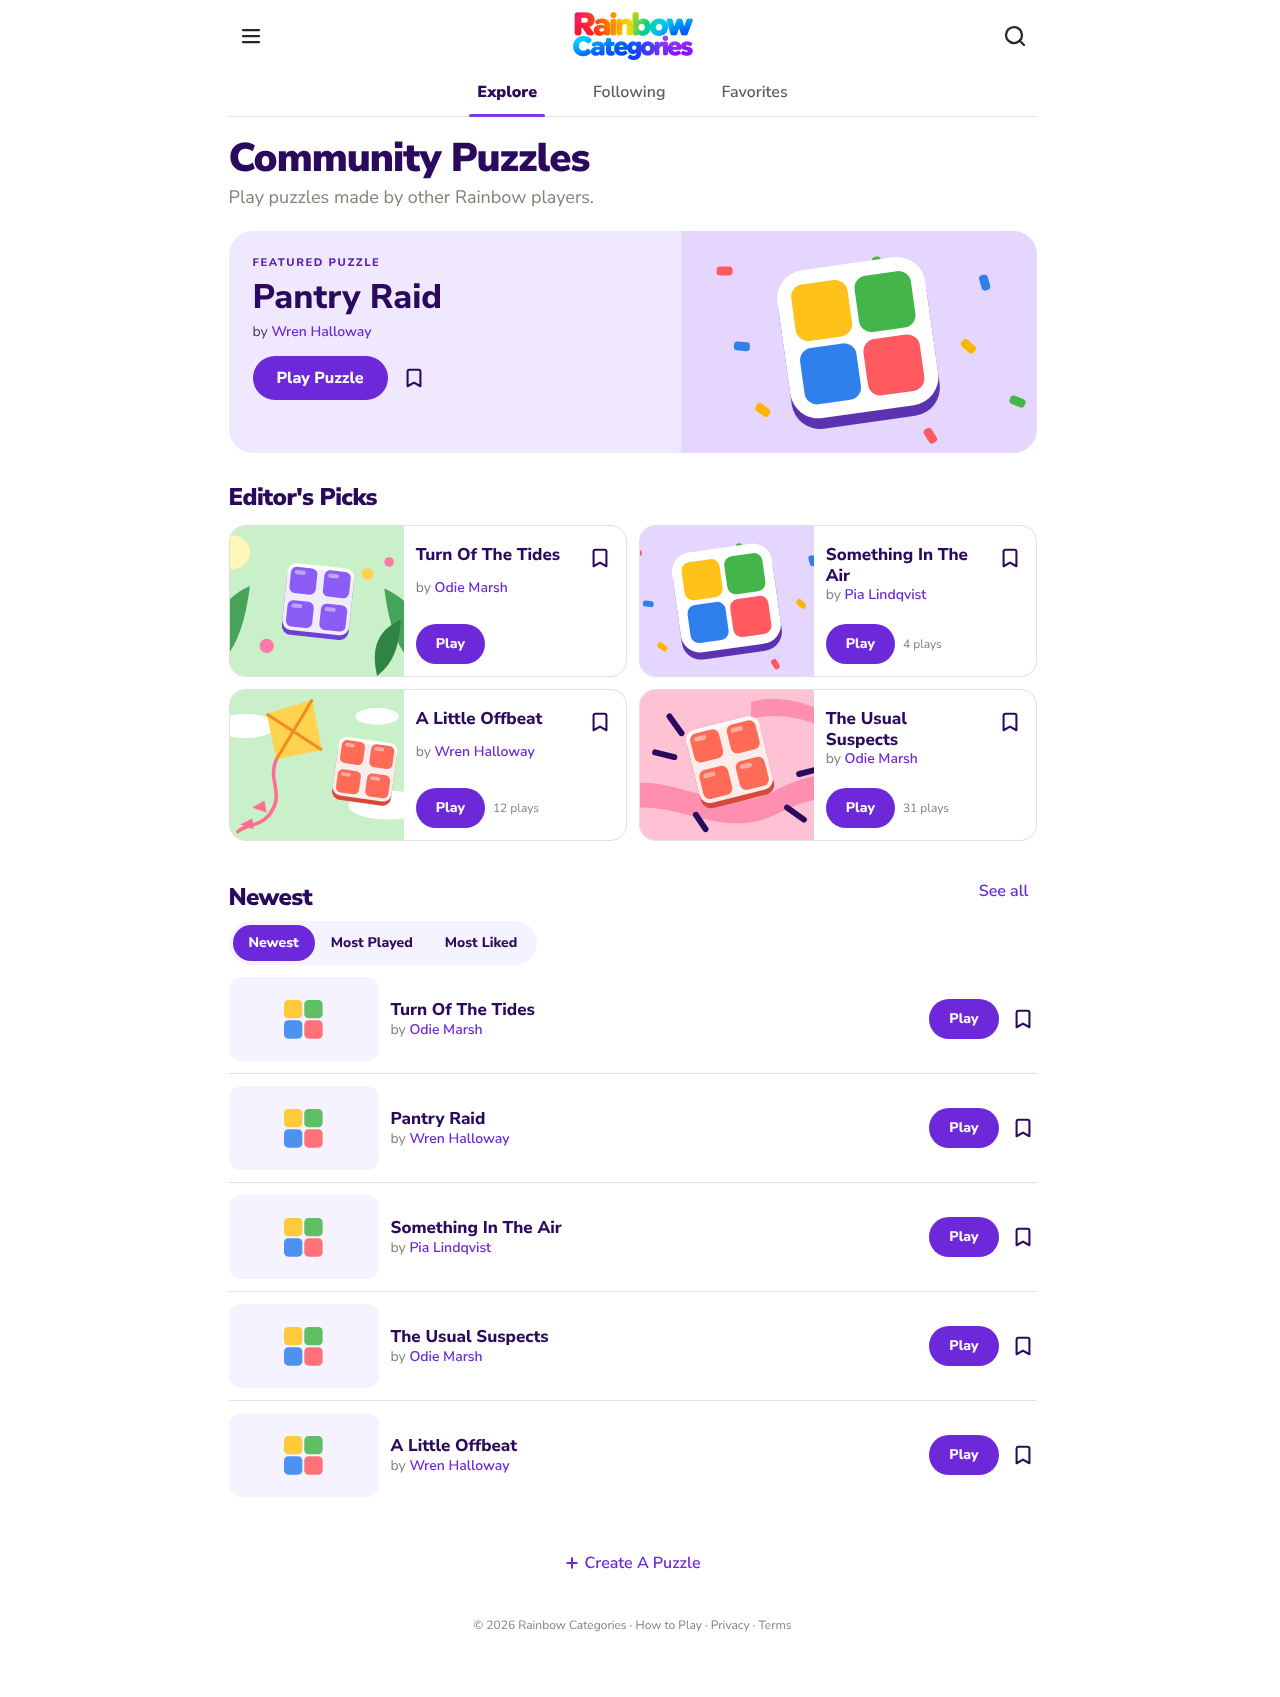 Rainbow
Categories
Explore
Following
Favorites
Community Puzzles
Play puzzles made by other Rainbow players.
FEATURED PUZZLE
Pantry Raid
by Wren Halloway
Play Puzzle
Editor's Picks
Turn Of The Tides
by Odie Marsh
Play
Something In The
Air
by Pia Lindqvist
Play
4 plays
A Little Offbeat
by Wren Halloway
Play
12 plays
The Usual
Suspects
by Odie Marsh
Play
31 plays
Newest
See all
Newest
Most Played
Most Liked
Turn Of The Tides
by Odie Marsh
Play
Pantry Raid
by Wren Halloway
Play
Something In The Air
by Pia Lindqvist
Play
The Usual Suspects
by Odie Marsh
Play
A Little Offbeat
by Wren Halloway
Play
+ Create A Puzzle
© 2026 Rainbow Categories · How to Play · Privacy · Terms